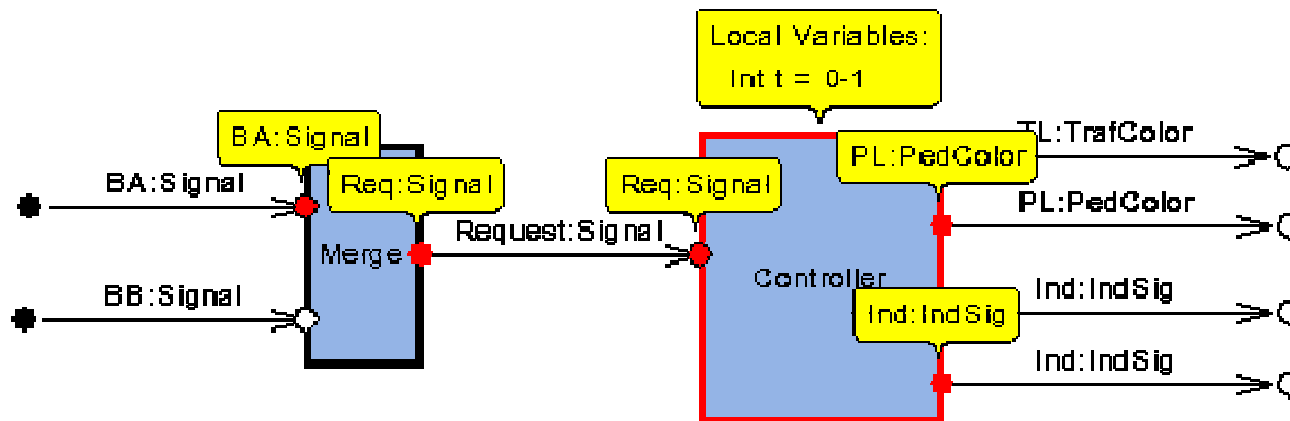 Local Variables:
Int t = 0-1
BA:Signal
TL:TrafColor
PL:PedColor
BA:Signal
Req:Signal
Req:Signal
PL:PedColor
Request:Signal
Merge
Controller
BB:Signal
Ind:IndSig
Ind:IndSig
Ind:IndSig